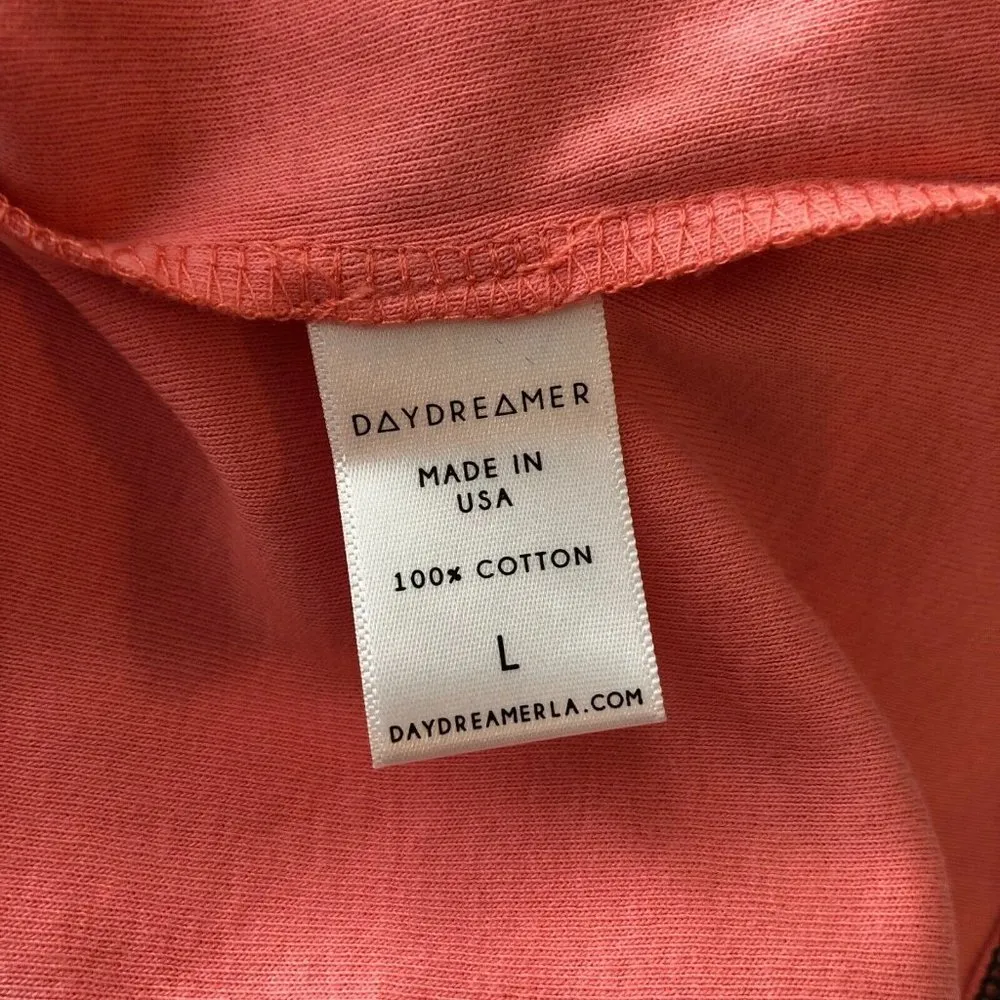 DAYDREAMER
MADE IN
USA
100% COTTON
L
DAYDREAMERLA.COM